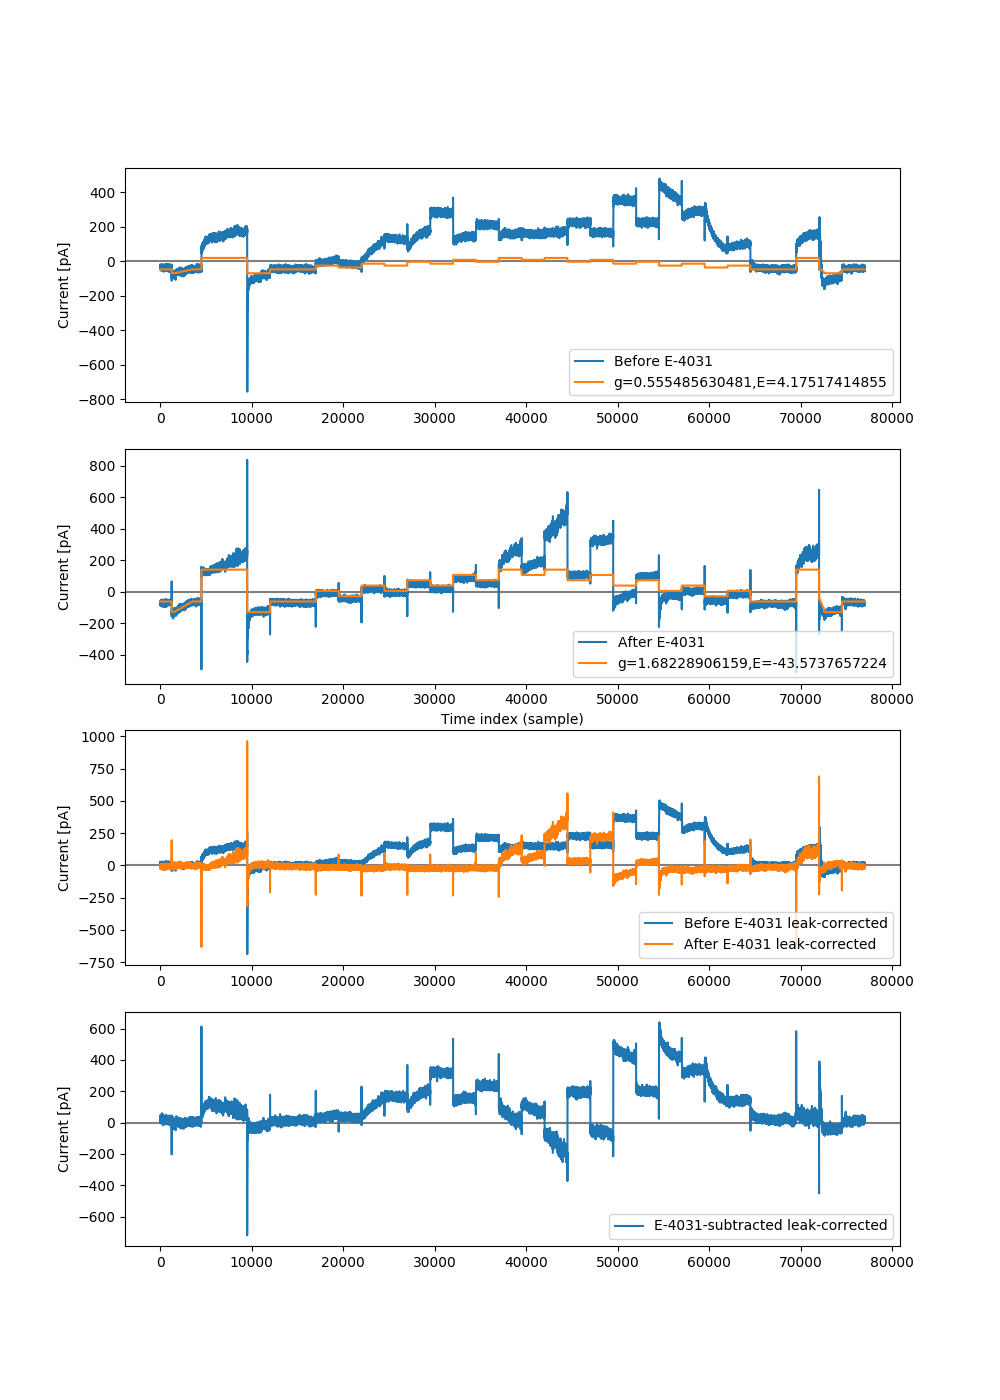 Current [pA]
400
200
0
−200
−400
−600
−800
Before E-4031
g=0.555485630481,E=4.17517414855
0 10000 20000 30000 40000 50000 60000 70000 80000
Current [pA]
800
600
400
200
0
−200
−400
After E-4031
g=1.68228906159,E=-43.5737657224
0 10000 20000 30000 40000 50000 60000 70000 80000
Time index (sample)
Current [pA]
1000
750
500
250
0
−250
−500
−750
Before E-4031 leak-corrected
After E-4031 leak-corrected
0 10000 20000 30000 40000 50000 60000 70000 80000
Current [pA]
600
400
200
0
−200
−400
−600
E-4031-subtracted leak-corrected
0 10000 20000 30000 40000 50000 60000 70000 80000